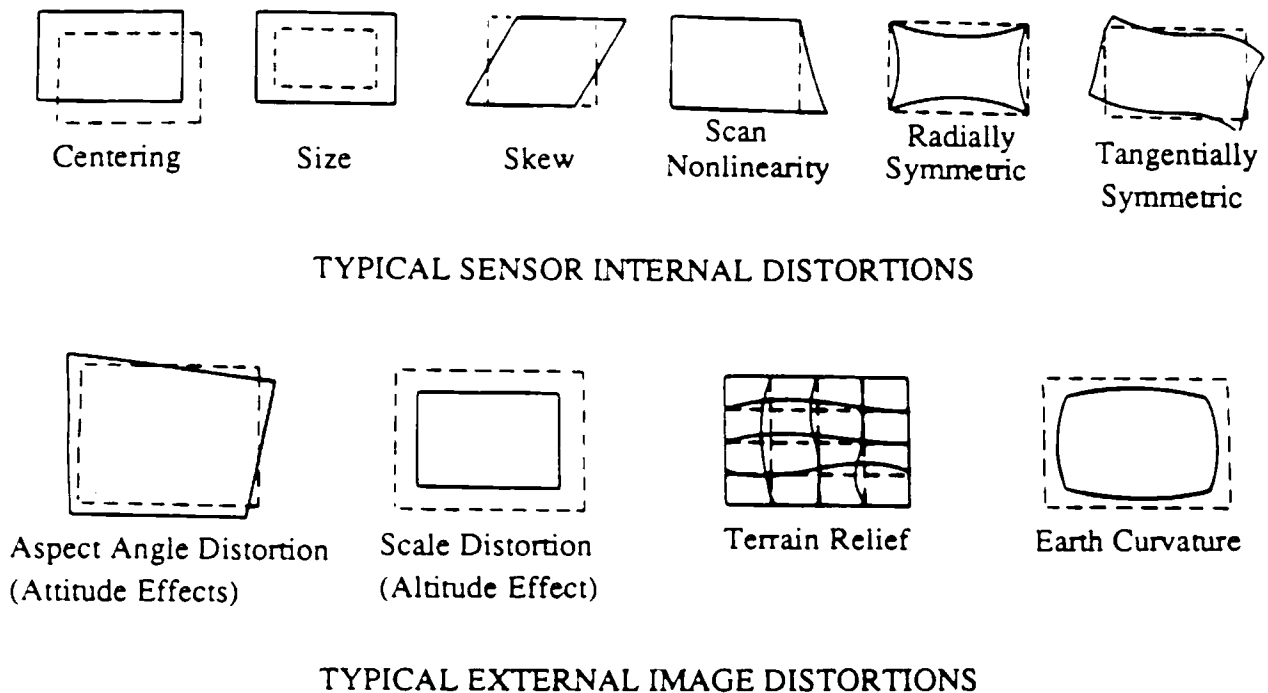 Centering
Size
Skew
Scan
Nonlinearity
Radially
Symmetric
Tangentially
Symmetric
TYPICAL SENSOR INTERNAL DISTORTIONS
Aspect Angle Distortion
(Attitude Effects)
Scale Distortion
(Altitude Effect)
Terrain Relief
Earth Curvature
TYPICAL EXTERNAL IMAGE DISTORTIONS